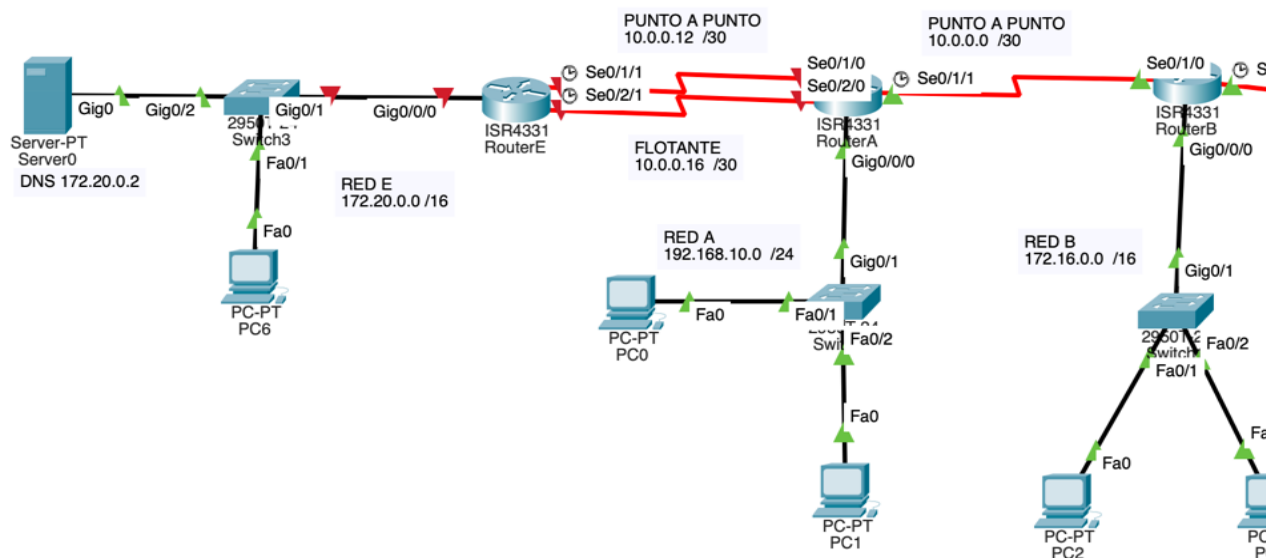 PUNTO A PUNTO
10.0.0.12 /30
PUNTO A PUNTO
10.0.0.0 /30
Se0/1/1
Se0/2/1
Se0/1/0
Se0/2/0
Se0/1/1
Se0/1/0
Gig0
Gig0/2
Gig0/1
Gig0/0/0
Server-PT
Server0
DNS 172.20.0.2
Switch3
ISR4331
RouterE
ISR4331
RouterA
ISR4331
RouterB
Fa0/1
FLOTANTE
10.0.0.16 /30
Gig0/0/0
Gig0/0/0
RED E
172.20.0.0 /16
Fa0
RED A
192.168.10.0 /24
RED B
172.16.0.0 /16
Gig0/1
Gig0/1
PC-PT
PC6
Fa0
Fa0/1
PC-PT
PC0
Fa0/2
Fa0/2
Fa0/1
Fa0
Fa0
PC-PT
PC1
PC-PT
PC2